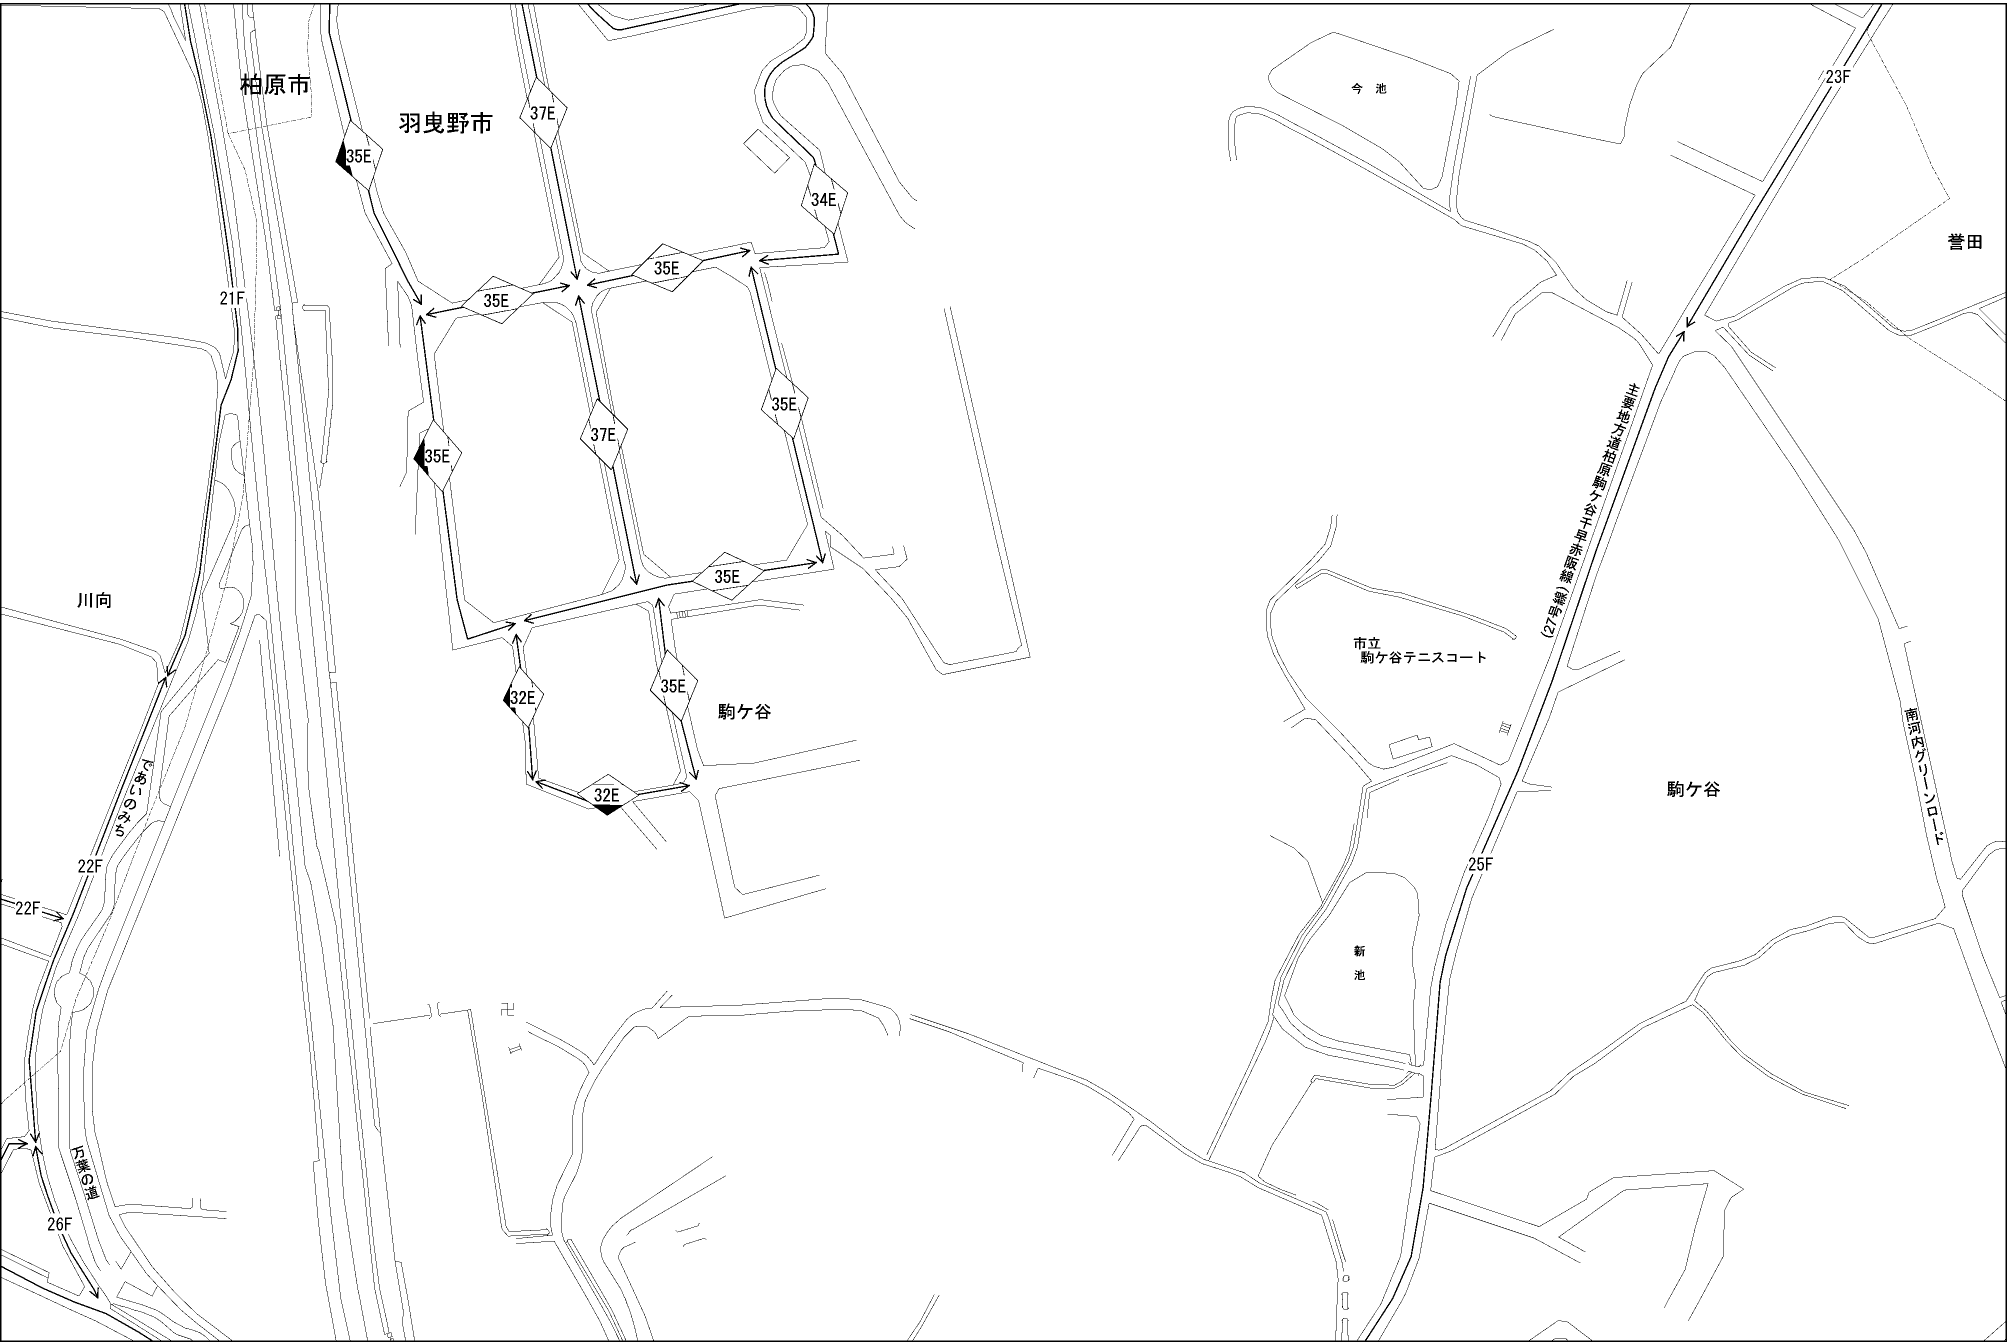 柏原市
羽曳野市
今 池
23F
37E
35E
34E
誉田
35E
35E
21F
35E
37E
35E
主要地方道柏原駒ケ谷千早赤阪線
(27号線)
35E
川向
市立
駒ケ谷テニスコート
32E
35E
駒ケ谷
南河内グリーンロード
であいのみち
32E
駒ケ谷
22F
25F
22F
新
池
万葉の道
26F